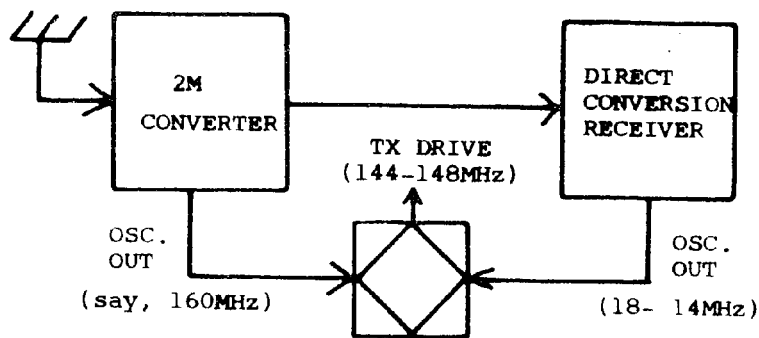 2M
CONVERTER
DIRECT
CONVERSION
RECEIVER
TX DRIVE
(144-148MHz)
OSC.
OUT
(say, 160MHz)
OSC.
OUT
(18- 14MHz)